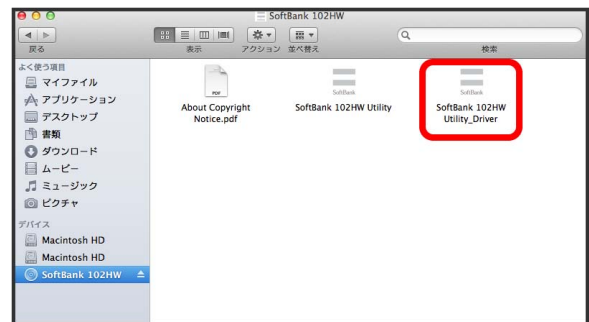 SoftBank 102HW
戻る
表示
アクション
並べ替え
検索
よく使う項目
マイファイル
アプリケーション
デスクトップ
書類
ダウンロード
ムービー
ミュージック
ピクチャ
デバイス
Macintosh HD
Macintosh HD
SoftBank 102HW
PDF
About Copyright
Notice.pdf
SoftBank
SoftBank 102HW Utility
SoftBank
SoftBank 102HW
Utility_Driver